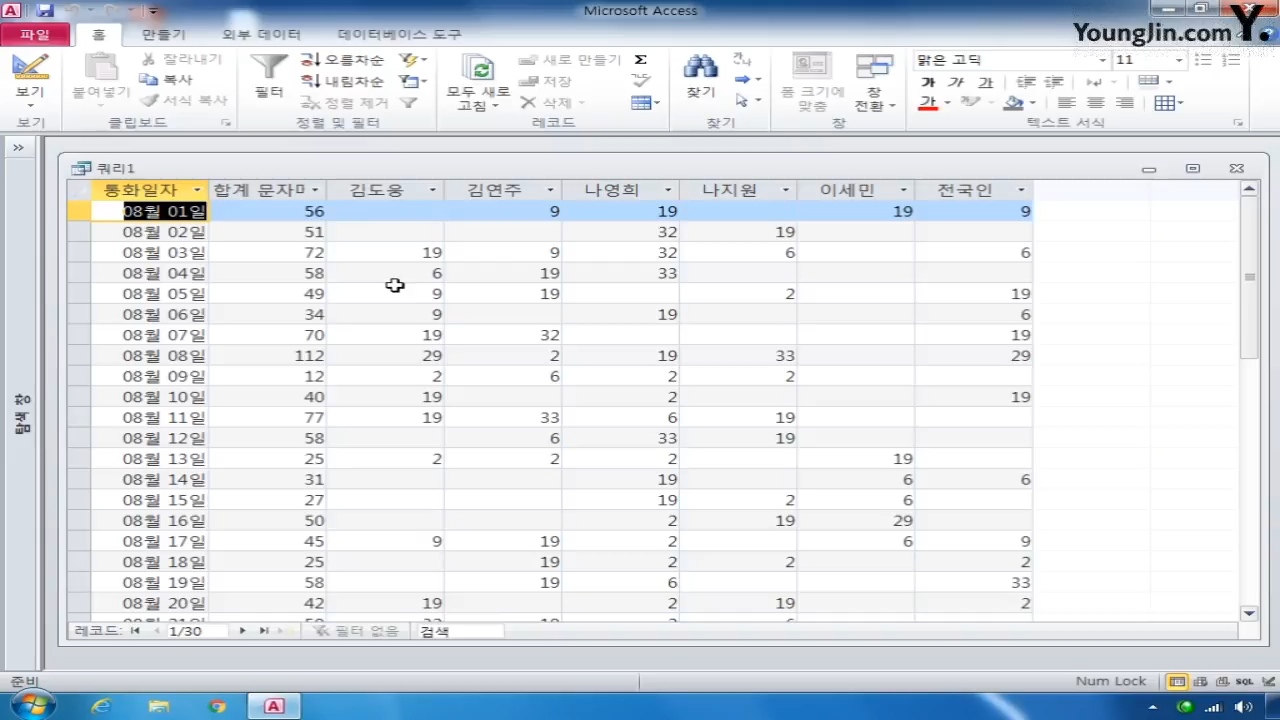 Microsoft Access
YoungJin.com
Y.
파일 홈 만들기 외부 데이터 데이터베이스 도구
보기 붙여넣기 잘라내기 복사 서식 복사 필터 오름차순 내림차순 정렬 제거 모두 새로 고침 새로 만들기 저장 삭제 찾기 폼 크기에 맞춤 창 전환 맑은 고딕 11
가 가 가
가
보기 클립보드 정렬 및 필터 레코드 찾기 창 텍스트 서식
쿼리1
통화일자 합계 문자 김도웅 김연주 나영희 나지원 이세민 전국인
08월 01일 56 9 19 19 9
08월 02일 51 32 19
08월 03일 72 19 9 32 6 6
08월 04일 58 6 19 33
08월 05일 49 9 19 2 19
08월 06일 34 9 19 6
08월 07일 70 19 32 19
08월 08일 112 29 2 19 33 29
08월 09일 12 2 6 2 2
08월 10일 40 19 2 19
08월 11일 77 19 33 6 19
08월 12일 58 6 33 19
08월 13일 25 2 2 2 19
08월 14일 31 19 6 6
08월 15일 27 19 2 6
08월 16일 50 2 19 29
08월 17일 45 9 19 2 6 9
08월 18일 25 19 2 2 2
08월 19일 58 19 6 33
08월 20일 42 19 2 19 2
탐색 창
레코드: 1/30 필터 없음 검색
준비 Num Lock SQL